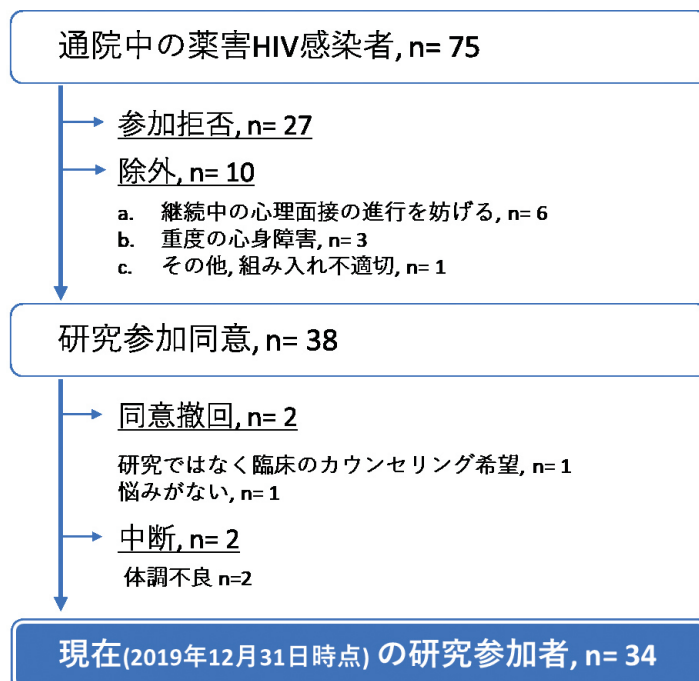 通院中の薬害HIV感染者, n= 75
参加拒否, n= 27
除外, n= 10
a. 継続中の心理面接の進行を妨げる, n= 6
b. 重度の心身障害, n= 3
c. その他, 組み入れ不適切, n= 1
研究参加同意, n= 38
同意撤回, n= 2
研究ではなく臨床のカウンセリング希望, n= 1
悩みがない, n= 1
中断, n= 2
体調不良 n=2
現在(2019年12月31日時点) の研究参加者, n= 34